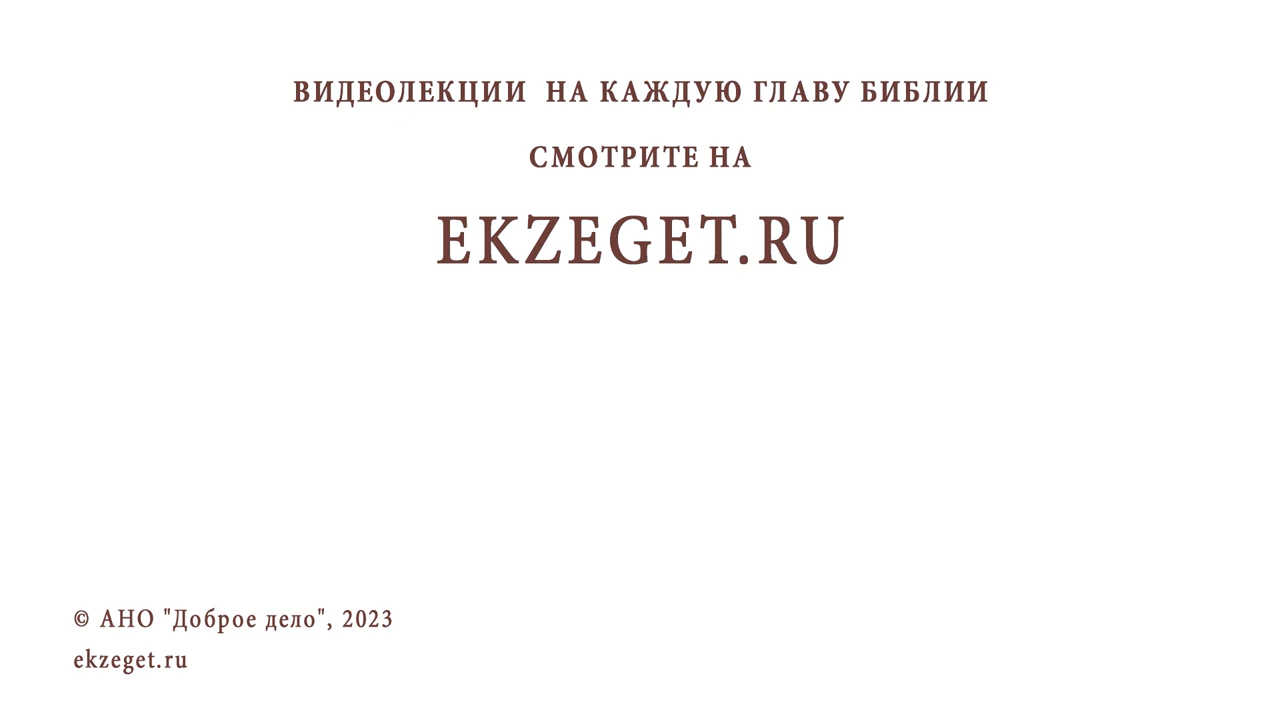 ВИДЕОЛЕКЦИИ НА КАЖДУЮ ГЛАВУ БИБЛИИ
СМОТРИТЕ НА
EKZEGET.RU
© АНО "Доброе дело", 2023
ekzeget.ru